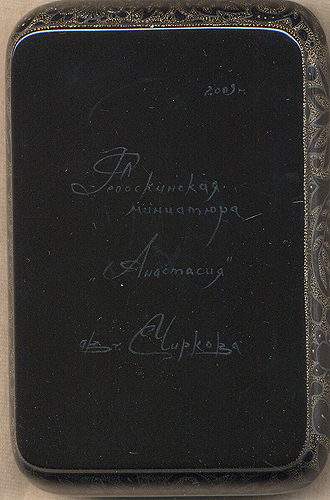 2009г.
Федоскинская
миниатюра
„Анастасия"
авт. Е Чиркова